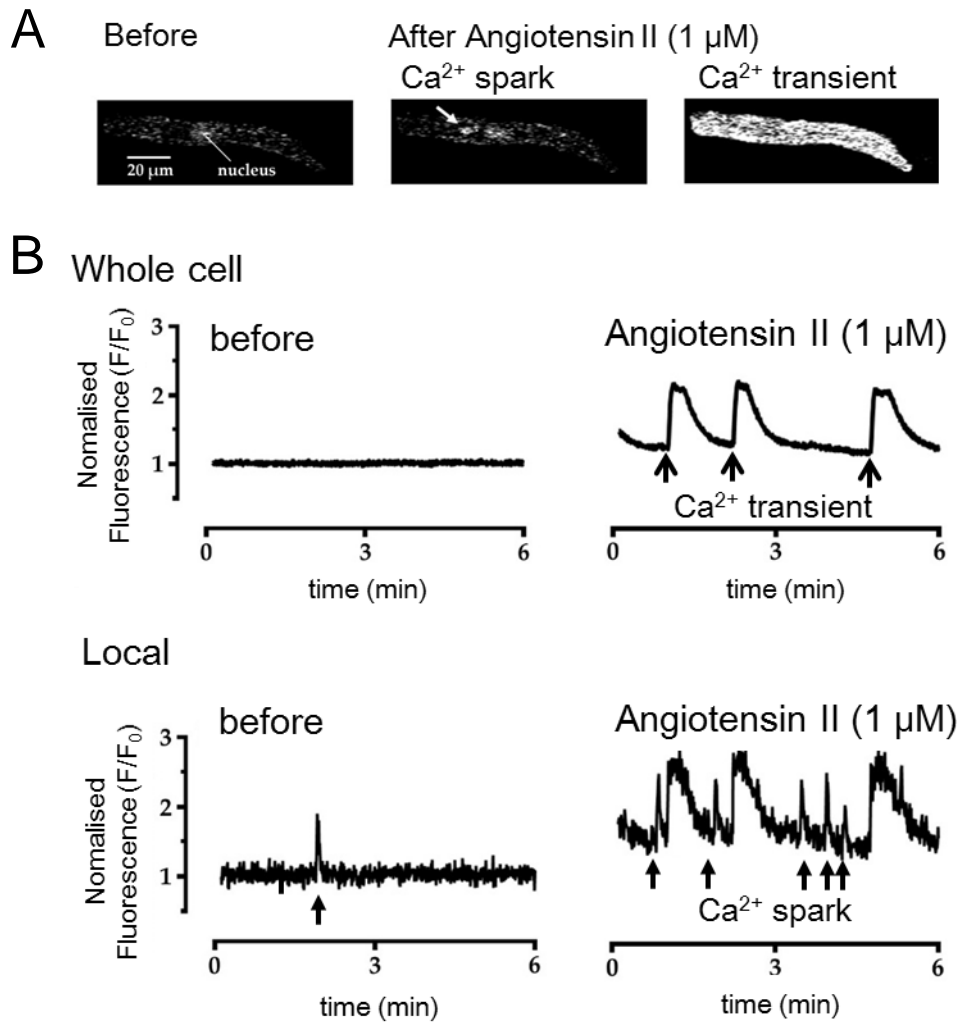 A
Before
After Angiotensin II (1 µM)
Ca²⁺ spark
Ca²⁺ transient
20 µm
nucleus
B
Whole cell
Nomalised
Fluorescence (F/F₀)
3
2
1
before
0 3 6
time (min)
Angiotensin II (1 µM)
Ca²⁺ transient
0 3 6
time (min)
Local
Nomalised
Fluorescence (F/F₀)
3
2
1
before
0 3 6
time (min)
Angiotensin II (1 µM)
Ca²⁺ spark
0 3 6
time (min)